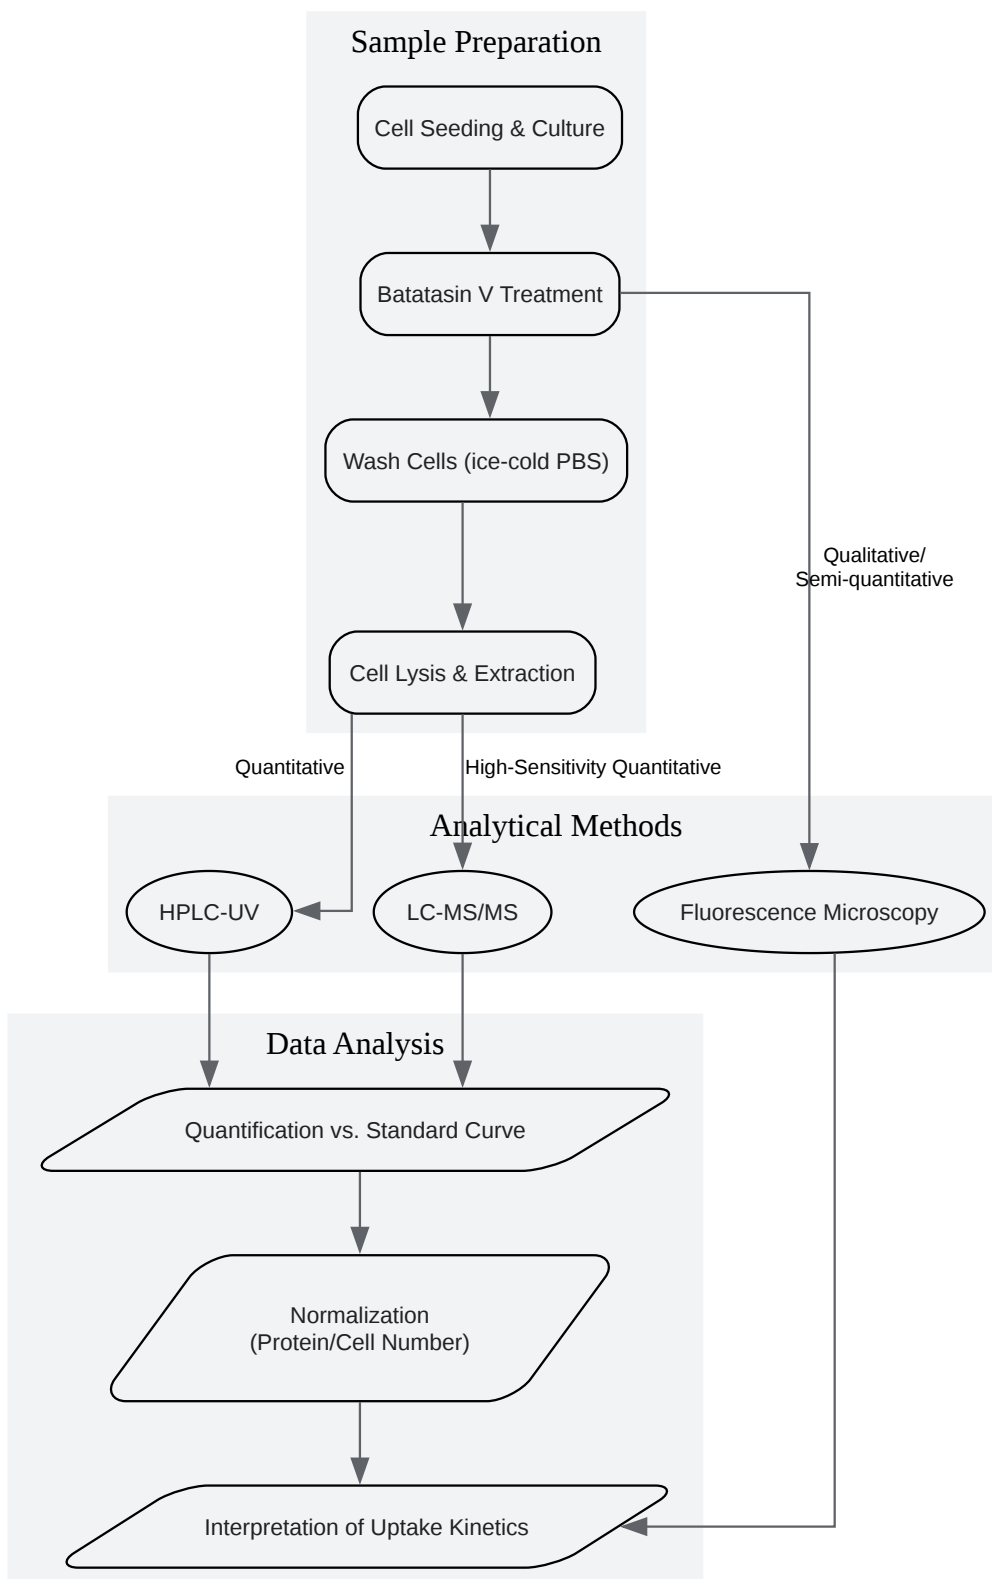 Sample Preparation
Cell Seeding & Culture
Batatasin V Treatment
Wash Cells (ice-cold PBS)
Qualitative/
Semi-quantitative
Cell Lysis & Extraction
Quantitative
High-Sensitivity Quantitative
Analytical Methods
HPLC-UV
LC-MS/MS
Fluorescence Microscopy
Data Analysis
Quantification vs. Standard Curve
Normalization
(Protein/Cell Number)
Interpretation of Uptake Kinetics